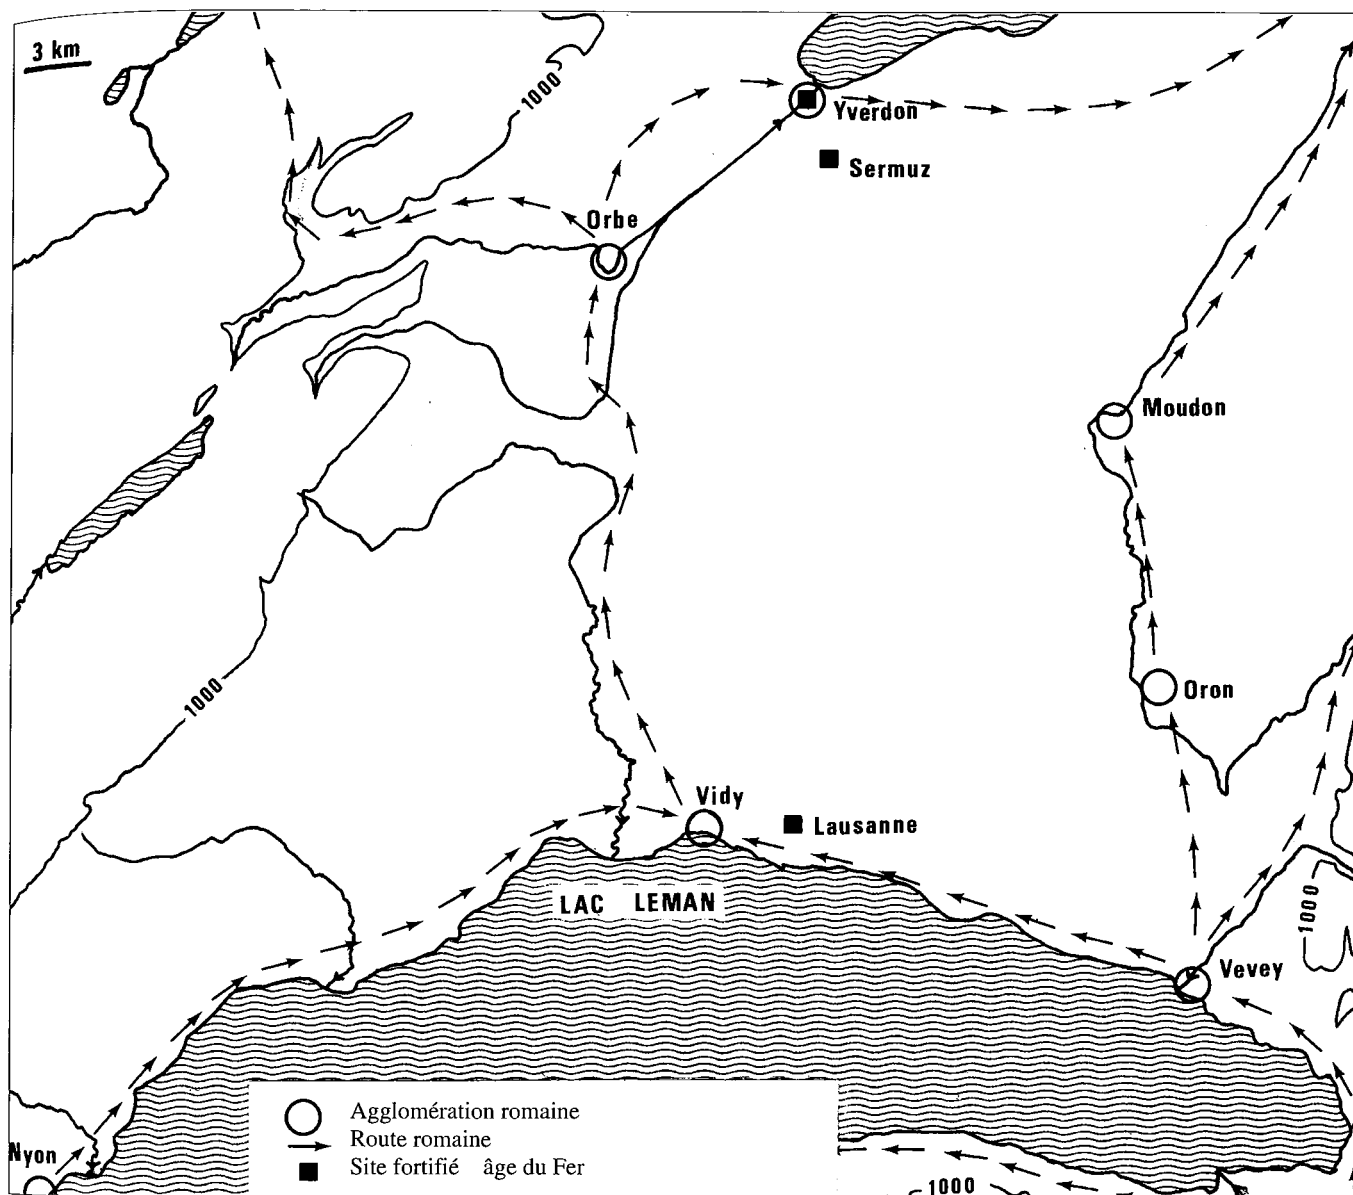 3 km
1000
Yverdon
Sermuz
Orbe
Moudon
1000
Oron
Vidy
Lausanne
LAC LEMAN
1000
Vevey
Nyon
Agglomération romaine
Route romaine
Site fortifié âge du Fer
1000